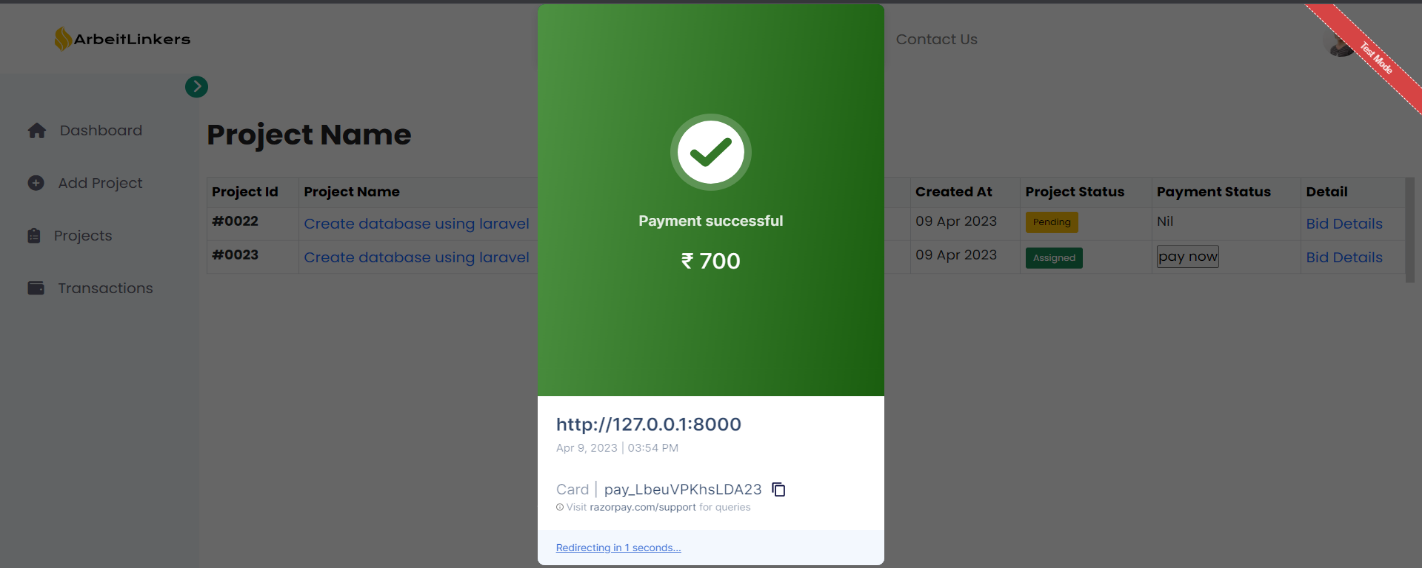 ArbeitLinkers
Contact Us
Test Mode
Dashboard
Add Project
Projects
Transactions
Project Name
Project Id Project Name Created At Project Status Payment Status Detail
#0022 Create database using laravel 09 Apr 2023 Pending Nil Bid Details
#0023 Create database using laravel 09 Apr 2023 Assigned pay now Bid Details
Payment successful
₹ 700
http://127.0.0.1:8000
Apr 9, 2023 | 03:54 PM
Card | pay_LbeuVPKhsLDA23
Visit razorpay.com/support for queries
Redirecting in 1 seconds...